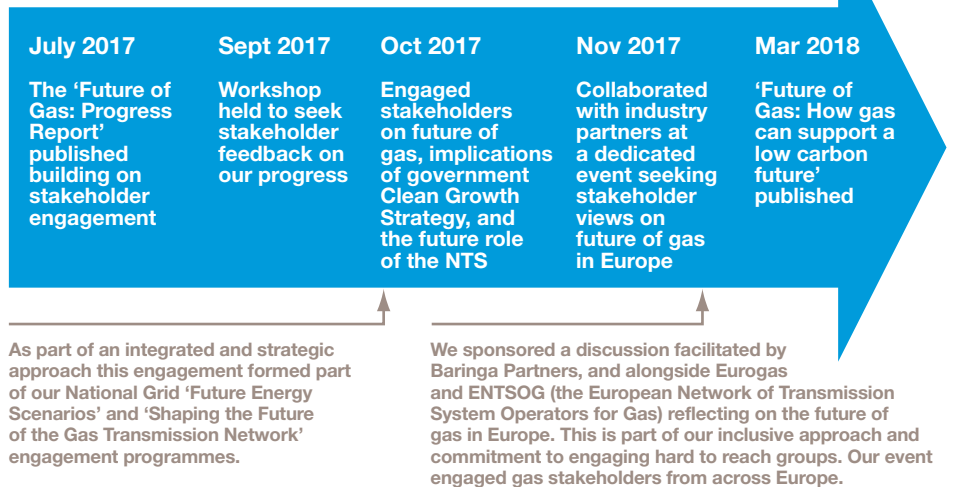 July 2017
The ‘Future of
Gas: Progress
Report’
published
building on
stakeholder
engagement
Sept 2017
Workshop
held to seek
stakeholder
feedback on
our progress
Oct 2017
Engaged
stakeholders
on future of
gas, implications
of government
Clean Growth
Strategy, and
the future role
of the NTS
Nov 2017
Collaborated
with industry
partners at
a dedicated
event seeking
stakeholder
views on
future of gas
in Europe
Mar 2018
‘Future of
Gas: How gas
can support a
low carbon
future’
published
As part of an integrated and strategic
approach this engagement formed part
of our National Grid ‘Future Energy
Scenarios’ and ‘Shaping the Future
of the Gas Transmission Network’
engagement programmes.
We sponsored a discussion facilitated by
Baringa Partners, and alongside Eurogas
and ENTSOG (the European Network of Transmission
System Operators for Gas) reflecting on the future of
gas in Europe. This is part of our inclusive approach and
commitment to engaging hard to reach groups. Our event
engaged gas stakeholders from across Europe.